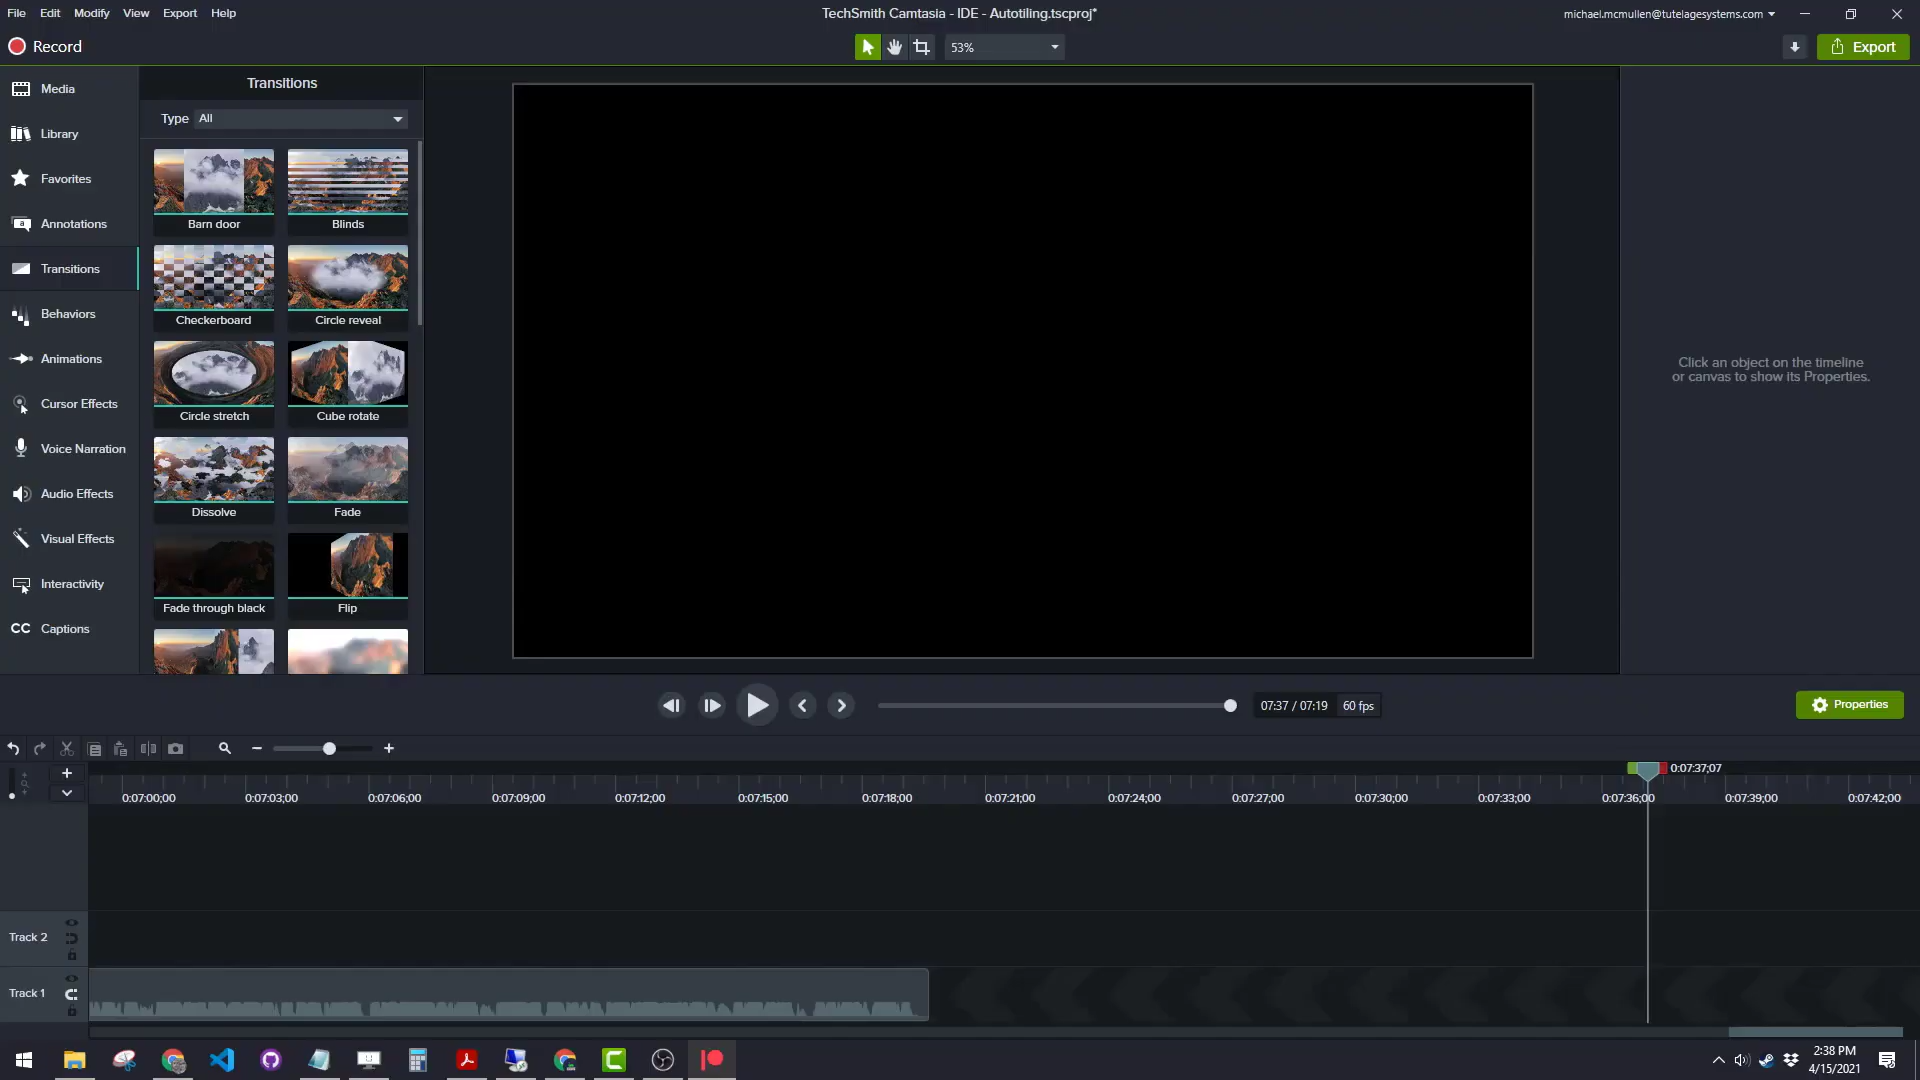 File Edit Modify View Export Help
TechSmith Camtasia - IDE - Autotiling.tscproj*
michael.mcmullen@tutelagesystems.com
Record
53%
Export
Media
Library
Favorites
Annotations
Transitions
Behaviors
Animations
Cursor Effects
Voice Narration
Audio Effects
Visual Effects
Interactivity
CC Captions
Transitions
Type All
Barn door
Blinds
Checkerboard
Circle reveal
Circle stretch
Cube rotate
Dissolve
Fade
Fade through black
Flip
Click an object on the timeline
or canvas to show its Properties.
07:37 / 07:19 60 fps
Properties
0:07:37;07
0:07:00;00 0:07:03;00 0:07:06;00 0:07:09;00 0:07:12;00 0:07:15;00 0:07:18;00 0:07:21;00 0:07:24;00 0:07:27;00 0:07:30;00 0:07:33;00 0:07:36;00 0:07:39;00 0:07:42;00
Track 2
Track 1
2:38 PM
4/15/2021